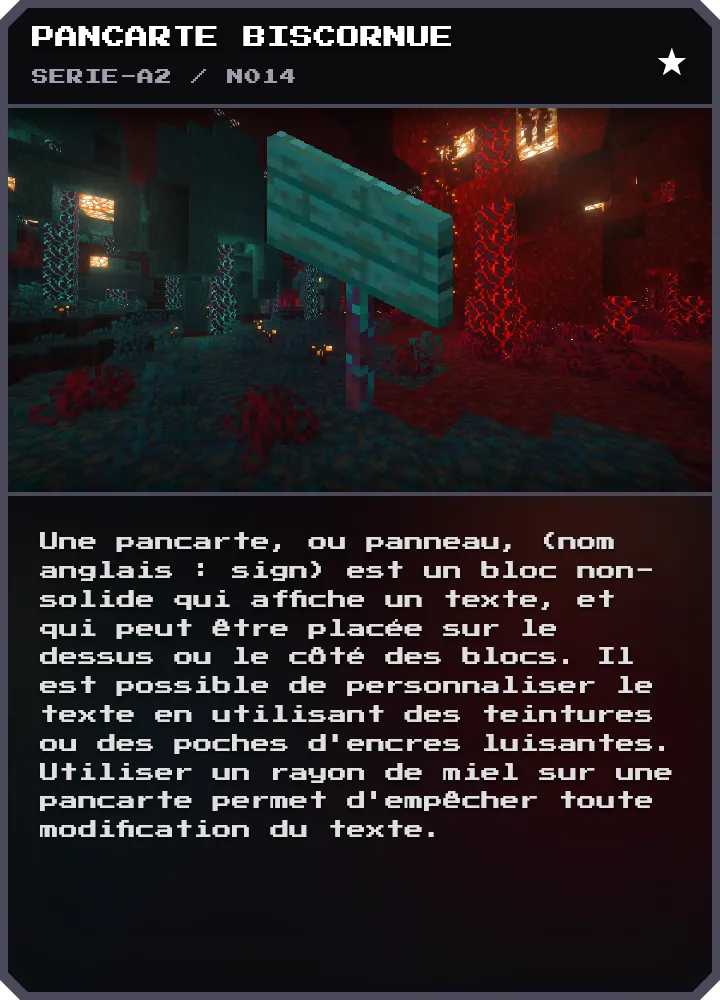 PANCARTE BISCORNUE
SERIE-A2 / N014
Une pancarte, ou panneau, (nom
anglais : sign) est un bloc non-
solide qui affiche un texte, et
qui peut être placée sur le
dessus ou le côté des blocs. Il
est possible de personnaliser le
texte en utilisant des teintures
ou des poches d'encres luisantes.
Utiliser un rayon de miel sur une
pancarte permet d'empêcher toute
modification du texte.